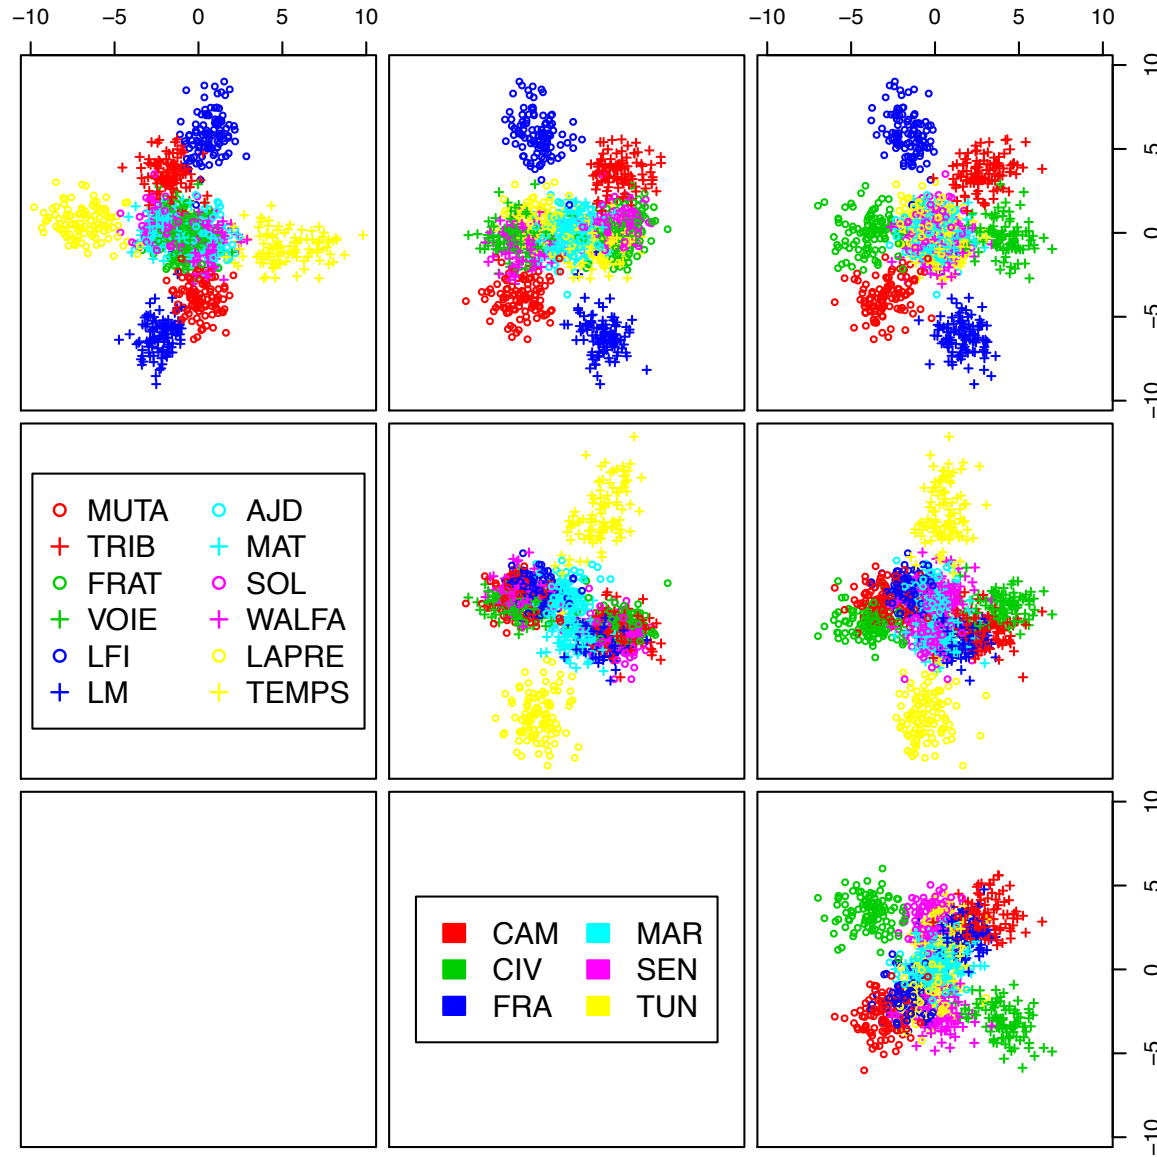 −10 −5 0 5 10 −10 −5 0 5 10
10
5
0
−5
−10
MUTA AJD
TRIB MAT
FRAT SOL
VOIE WALFA
LFI LAPRE
LM TEMPS
CAM MAR
CIV SEN
FRA TUN
10
5
0
−5
−10